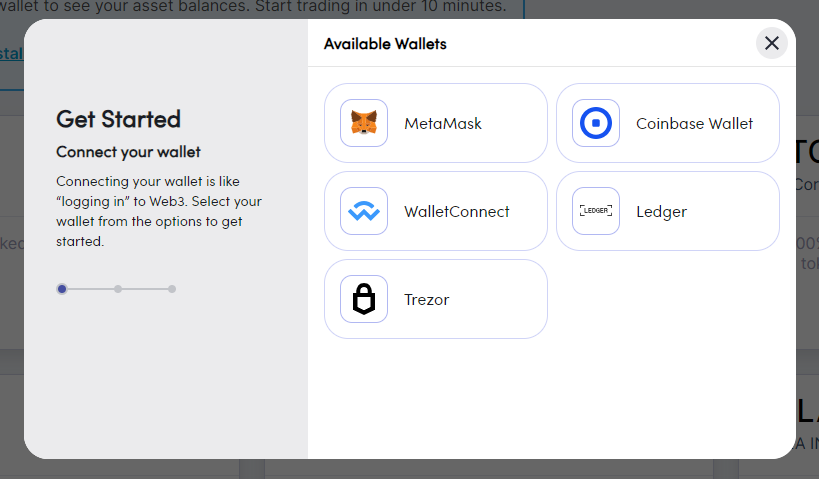 wallet to see your asset balances. Start trading in under 10 minutes.
Available Wallets
Get Started
Connect your wallet
Connecting your wallet is like
“logging in” to Web3. Select your
wallet from the options to get
started.
MetaMask
Coinbase Wallet
WalletConnect
LEDGER
Ledger
Trezor